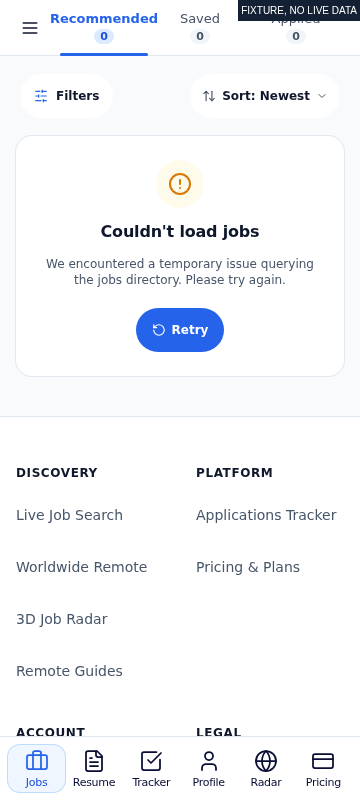 FIXTURE, NO LIVE DATA
Recommended Saved Applied
0 0 0
Filters Sort: Newest
Couldn't load jobs
We encountered a temporary issue querying
the jobs directory. Please try again.
Retry
DISCOVERY PLATFORM
Live Job Search Applications Tracker
Worldwide Remote Pricing & Plans
3D Job Radar
Remote Guides
ACCOUNT LEGAL
Jobs Resume Tracker Profile Radar Pricing